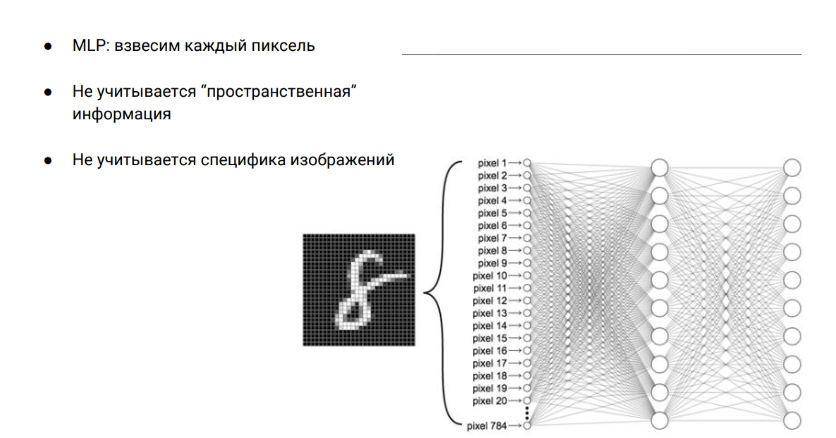 ● MLP: взвесим каждый пиксель
● Не учитывается “пространственная”
информация
● Не учитывается специфика изображений
pixel 1
pixel 2
pixel 3
pixel 4
pixel 5
pixel 6
pixel 7
pixel 8
pixel 9
pixel 10
pixel 11
pixel 12
pixel 13
pixel 14
pixel 15
pixel 16
pixel 17
pixel 18
pixel 19
pixel 20
pixel 784
8